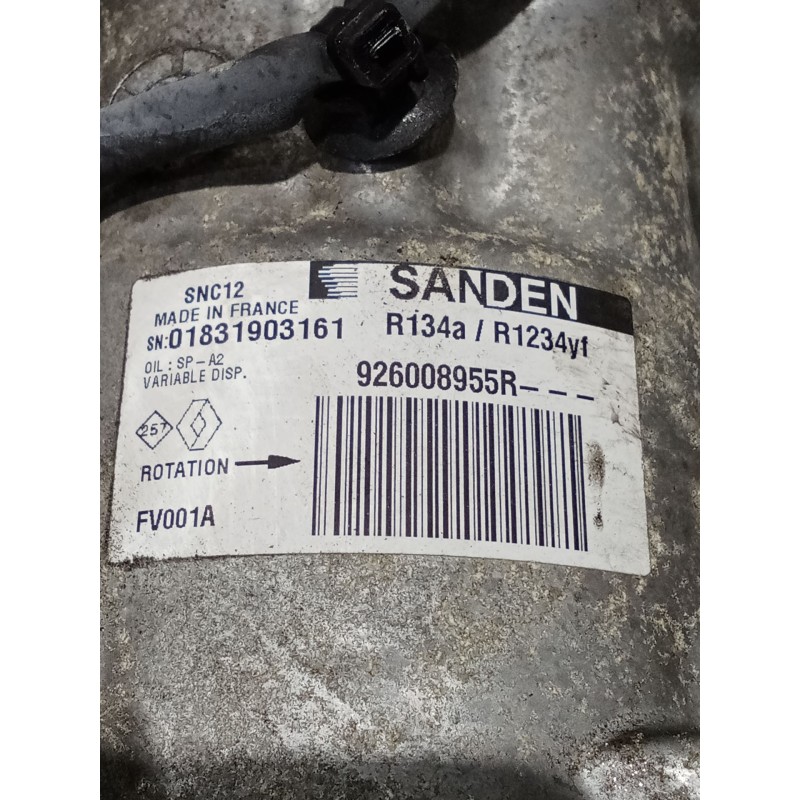 SNC12
MADE IN FRANCE
SN:01831903161
OIL : SP-A2
VARIABLE DISP.
SANDEN
R134a / R1234yf
926008955R---
257
ROTATION
FV001A